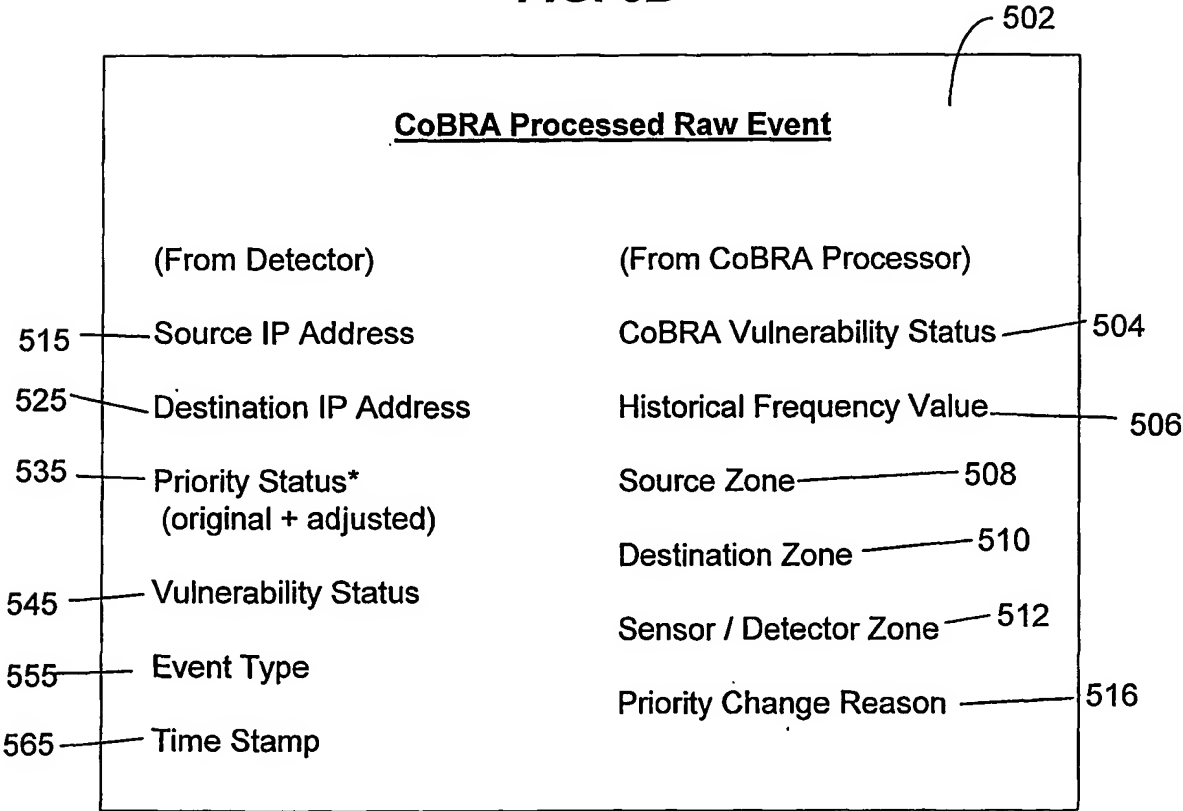 502
CoBRA Processed Raw Event
(From Detector)
(From CoBRA Processor)
515
Source IP Address
CoBRA Vulnerability Status
504
525
Destination IP Address
Historical Frequency Value
506
535
Priority Status*
(original + adjusted)
Source Zone
508
Destination Zone
510
545
Vulnerability Status
Sensor / Detector Zone
512
555
Event Type
Priority Change Reason
516
565
Time Stamp